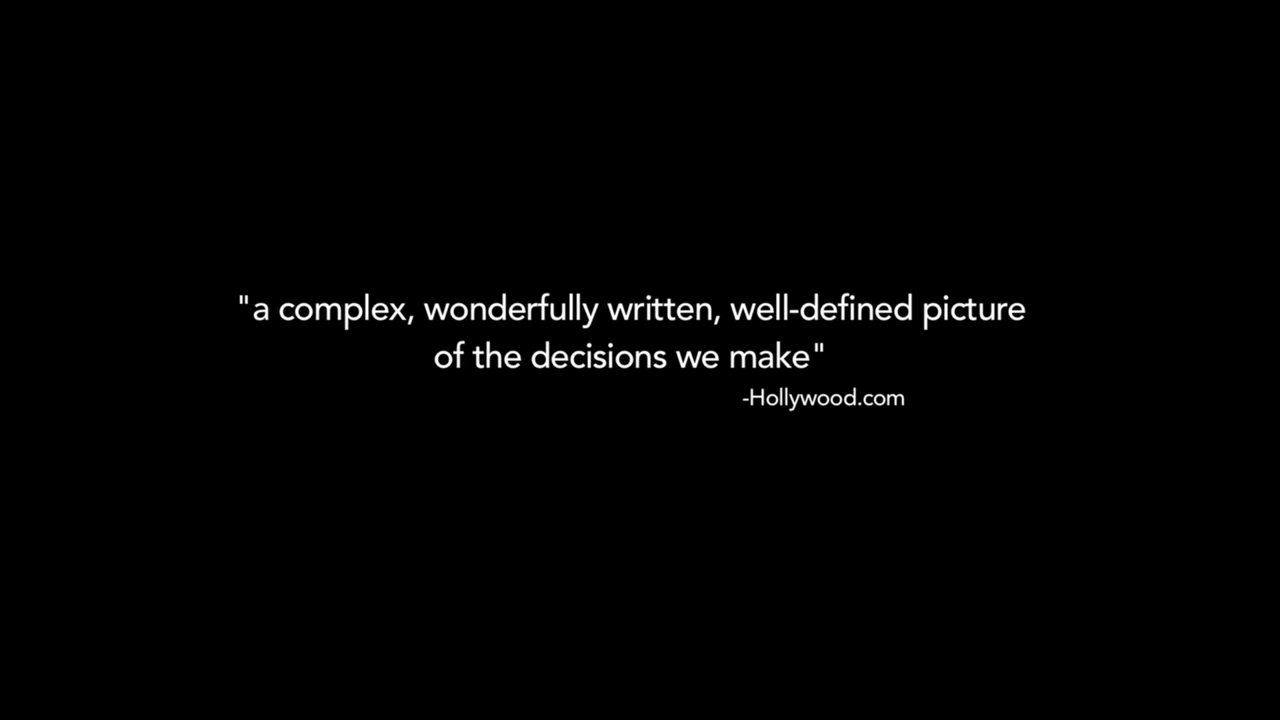 "a complex, wonderfully written, well-defined picture
of the decisions we make"
-Hollywood.com